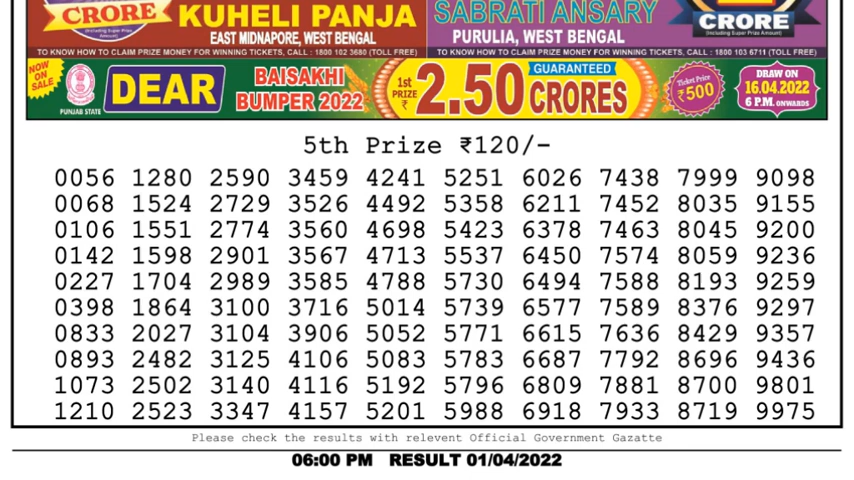 CRORE
(Including Super Prize Amount)
KUHELI PANJA
EAST MIDNAPORE, WEST BENGAL
TO KNOW HOW TO CLAIM PRIZE MONEY FOR WINNING TICKETS, CALL : 1800 102 3680 (TOLL FREE)
SABRATI ANSARY
PURULIA, WEST BENGAL
TO KNOW HOW TO CLAIM PRIZE MONEY FOR WINNING TICKETS, CALL : 1800 103 6711 (TOLL FREE)
CRORE
(Including Super Prize Amount)
NOW ON SALE
PUNJAB STATE
DEAR
BAISAKHI
BUMPER 2022
1st PRIZE ₹
2.50
GUARANTEED
CRORES
Ticket Price
₹500
DRAW ON
16.04.2022
6 P.M. ONWARDS
5th Prize ₹120/-
0056 1280 2590 3459 4241 5251 6026 7438 7999 9098
0068 1524 2729 3526 4492 5358 6211 7452 8035 9155
0106 1551 2774 3560 4698 5423 6378 7463 8045 9200
0142 1598 2901 3567 4713 5537 6450 7574 8059 9236
0227 1704 2989 3585 4788 5730 6494 7588 8193 9259
0398 1864 3100 3716 5014 5739 6577 7589 8376 9297
0833 2027 3104 3906 5052 5771 6615 7636 8429 9357
0893 2482 3125 4106 5083 5783 6687 7792 8696 9436
1073 2502 3140 4116 5192 5796 6809 7881 8700 9801
1210 2523 3347 4157 5201 5988 6918 7933 8719 9975
Please check the results with relevent Official Government Gazatte
06:00 PM RESULT 01/04/2022